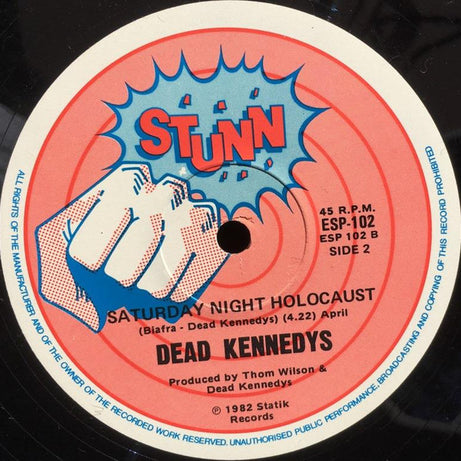 STUNN
45 R.P.M.
ESP-102
ESP 102 B
SIDE 2
SATURDAY NIGHT HOLOCAUST
(Biafra - Dead Kennedys) (4.22) April
DEAD KENNEDYS
Produced by Thom Wilson &
Dead Kennedys
℗ 1982 Statik
Records
ALL RIGHTS OF THE MANUFACTURER AND OF THE OWNER OF THE RECORDED WORK RESERVED. UNAUTHORISED PUBLIC PERFORMANCE, BROADCASTING AND COPYING OF THIS RECORD PROHIBITED